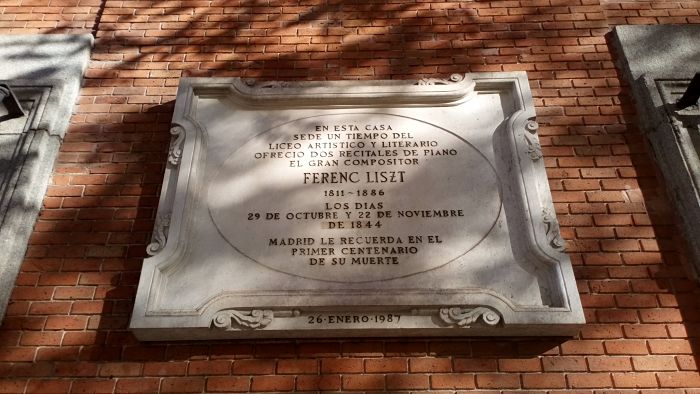 EN ESTA CASA
SEDE UN TIEMPO DEL
LICEO ARTISTICO Y LITERARIO
OFRECIO DOS RECITALES DE PIANO
EL GRAN COMPOSITOR
FERENC LISZT
1811 - 1886
LOS DIAS
29 DE OCTUBRE Y 22 DE NOVIEMBRE
DE 1844
MADRID LE RECUERDA EN EL
PRIMER CENTENARIO
DE SU MUERTE
26·ENERO·1987